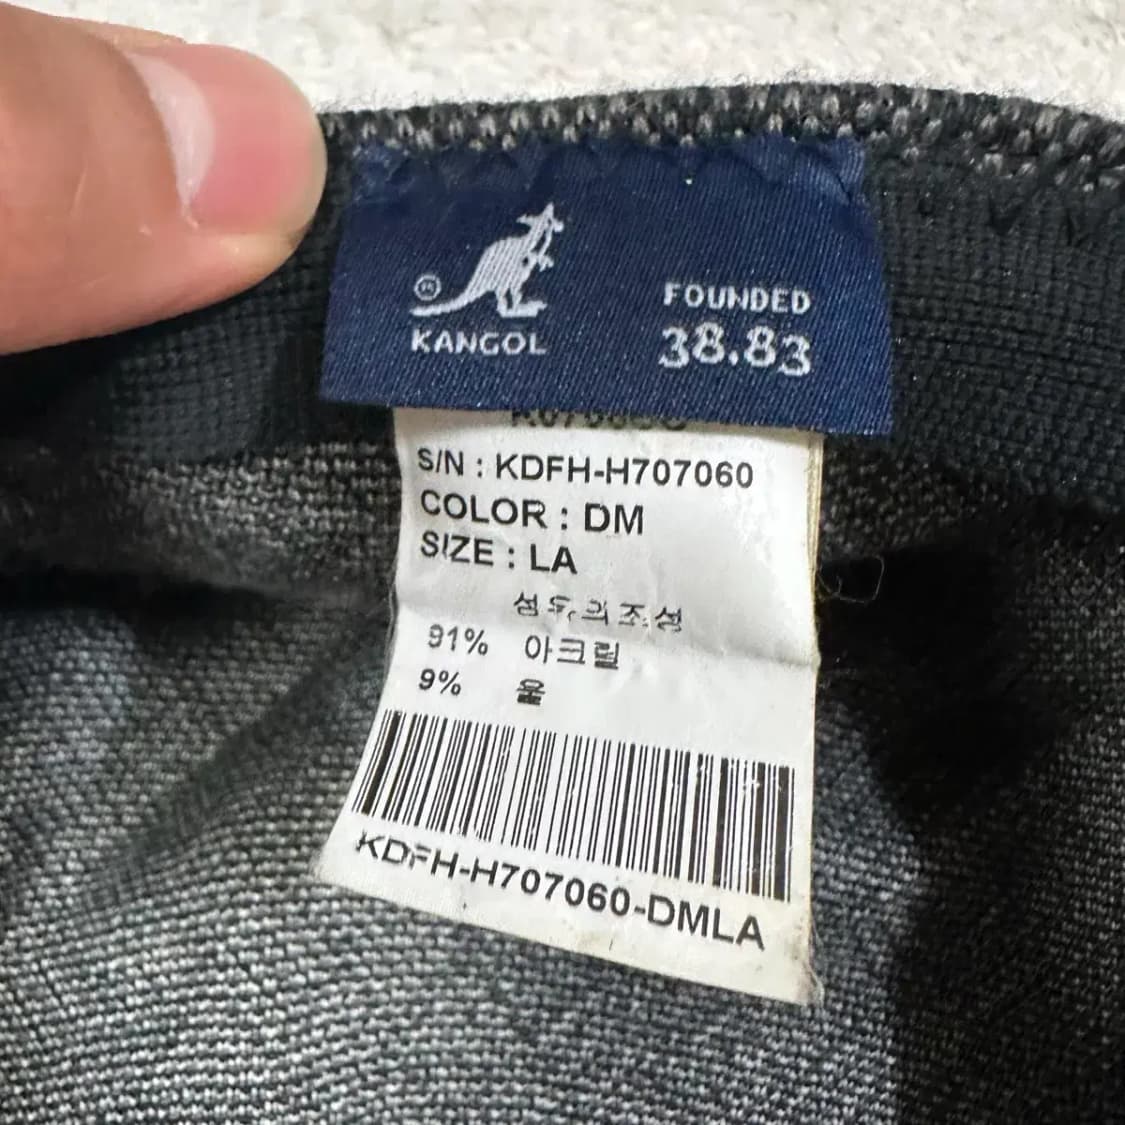 KANGOL
FOUNDED
38.83
S/N : KDFH-H707060
COLOR : DM
SIZE : LA
섬유의조성
91% 아크릴
9% 울
KDFH-H707060-DMLA